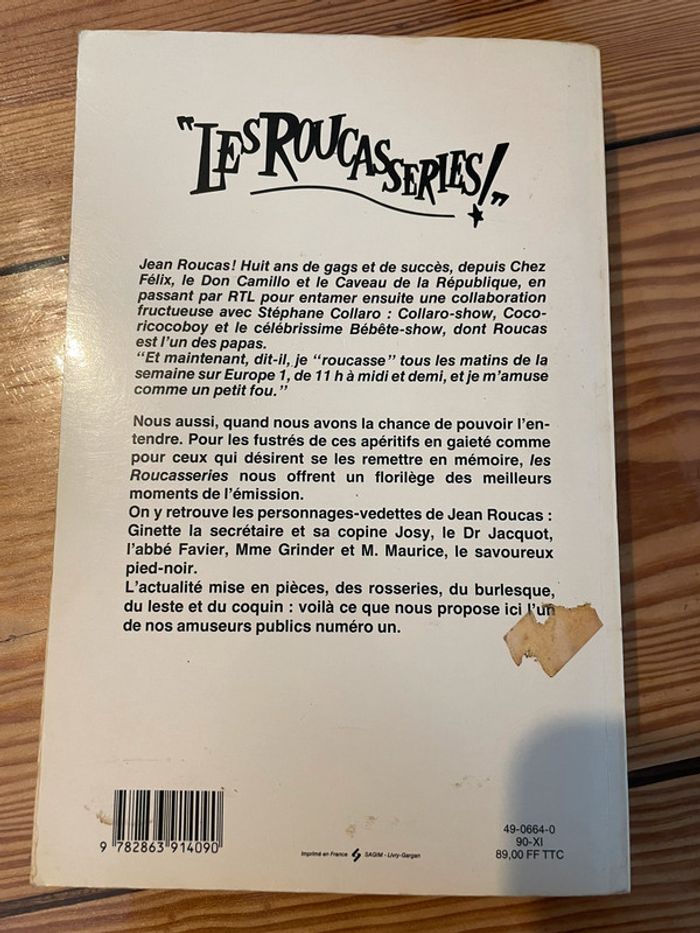 "LES ROUCASSERIES!"
Jean Roucas! Huit ans de gags et de succès, depuis Chez
Félix, le Don Camillo et le Caveau de la République, en
passant par RTL pour entamer ensuite une collaboration
fructueuse avec Stéphane Collaro : Collaro-show, Coco-
ricocoboy et le célébrissime Bébête-show, dont Roucas
est l'un des papas.
"Et maintenant, dit-il, je "roucasse" tous les matins de la
semaine sur Europe 1, de 11 h à midi et demi, et je m'amuse
comme un petit fou."
Nous aussi, quand nous avons la chance de pouvoir l'en-
tendre. Pour les fustrés de ces apéritifs en gaieté comme
pour ceux qui désirent se les remettre en mémoire, les
Roucasseries nous offrent un florilège des meilleurs
moments de l'émission.
On y retrouve les personnages-vedettes de Jean Roucas :
Ginette la secrétaire et sa copine Josy, le Dr Jacquot,
l'abbé Favier, Mme Grinder et M. Maurice, le savoureux
pied-noir.
L'actualité mise en pièces, des rosseries, du burlesque,
du leste et du coquin : voilà ce que nous propose ici l'un
de nos amuseurs publics numéro un.
9 782863 914090
Imprimé en France SAGIM - Livry-Gargan
49-0664-0
90-XI
89,00 FF TTC